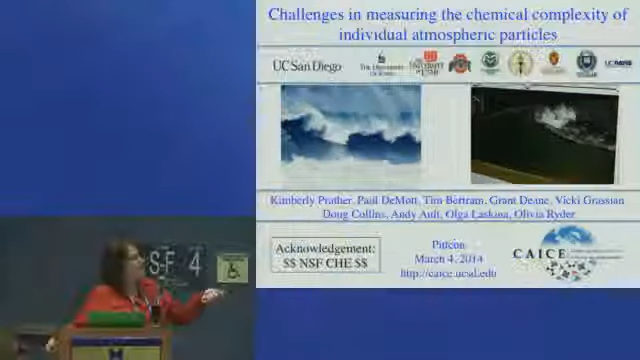 Challenges in measuring the chemical complexity of
individual atmospheric particles
UC San Diego
UC DAVIS
Kimberly Prather, Paul DeMott, Tim Bertram, Grant Deane, Vicki Grassian
Doug Collins, Andy Ault, Olga Laskina, Olivia Ryder
Acknowledgement:
$$ NSF CHE $$
Pittcon
March 4, 2014
http://caice.ucsd.edu
CAICE
S-F 4